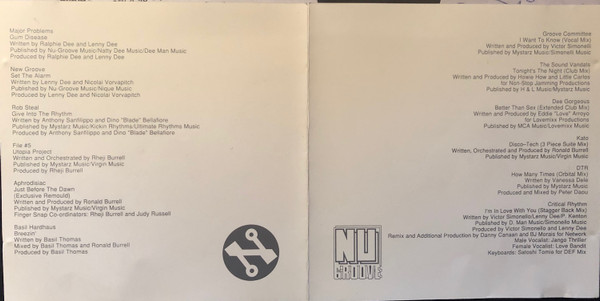 Major Problems
Gum Disease
Written by Ralphie Dee and Lenny Dee
Published by Nu-Groove Music/Natty Dee Music/Dee Man Music
Produced by Ralphie Dee and Lenny Dee
New Groove
Set The Alarm
Written by Lenny Dee and Nicolai Vorvapitch
Published by Nu-Groove Music/Nique Music
Produced by Lenny Dee and Nicolai Vorvapitch
Rob Steal
Give Into The Rhythm
Written by Anthony Sanfilippo and Dino "Blade" Bellafiore
Published by Mystarz Music/Kickin Rhythms/Ultimate Rhythms Music
Produced by Anthony Sanfilippo and Dino "Blade" Bellafiore
File #5
Utopia Project
Written and Orchestrated by Rheji Burrell
Published by Mystarz Music/Virgin Music
Produced by Rheji Burrell
Aphrodisiac
Just Before The Dawn
(Exclusive Remould)
Written and Produced by Ronald Burrell
Published by Mystarz Music/Virgin Music
Finger Snap Co-ordinators: Rheji Burrell and Judy Russell
Basil Hardhaus
Breezin'
Written by Basil Thomas
Mixed by Basil Thomas and Ronald Burrell
Produced by Basil Thomas
Groove Committee
I Want To Know (Vocal Mix)
Written and Produced by Victor Simonelli
Published by Mystarz Music/Simonelli Music
The Sound Vandals
Tonight's The Night (Club Mix)
Written and Produced by Howie How and Little Carlos
for Non-Stop Jamming Productions
Published by H & L Music/Mystarz Music
Dee Gorgeous
Better Than Sex (Extended Club Mix)
Written and Produced by Eddie "Love" Arroyo
for Lovemixx Productions
Published by MCA Music/Lovemixx Music
Kato
Disco-Tech (3 Piece Suite Mix)
Written, Orchestrated and Produced by Ronald Burrell
Published by Mystarz Music/Virgin Music
DTR
How Many Times (Orbital Mix)
Written by Vanessa Dele
Published by Mystarz Music
Produced and Mixed by Peter Daou
Critical Rhythm
I'm In Love With You (Stagger Back Mix)
Written by Victor Simonello/Lenny Dee/P. Kenton
Published by D. Man Music/Simonello Music
Produced by Victor Simonello and Lenny Dee
Remix and Additional Production by Danny Canaan and BJ Morais for Network
Male Vocalist: Jango Thriller
Female Vocalist: Love Bandit
Keyboards: Satoshi Tomie for DEF Mix
NU
GROOVE